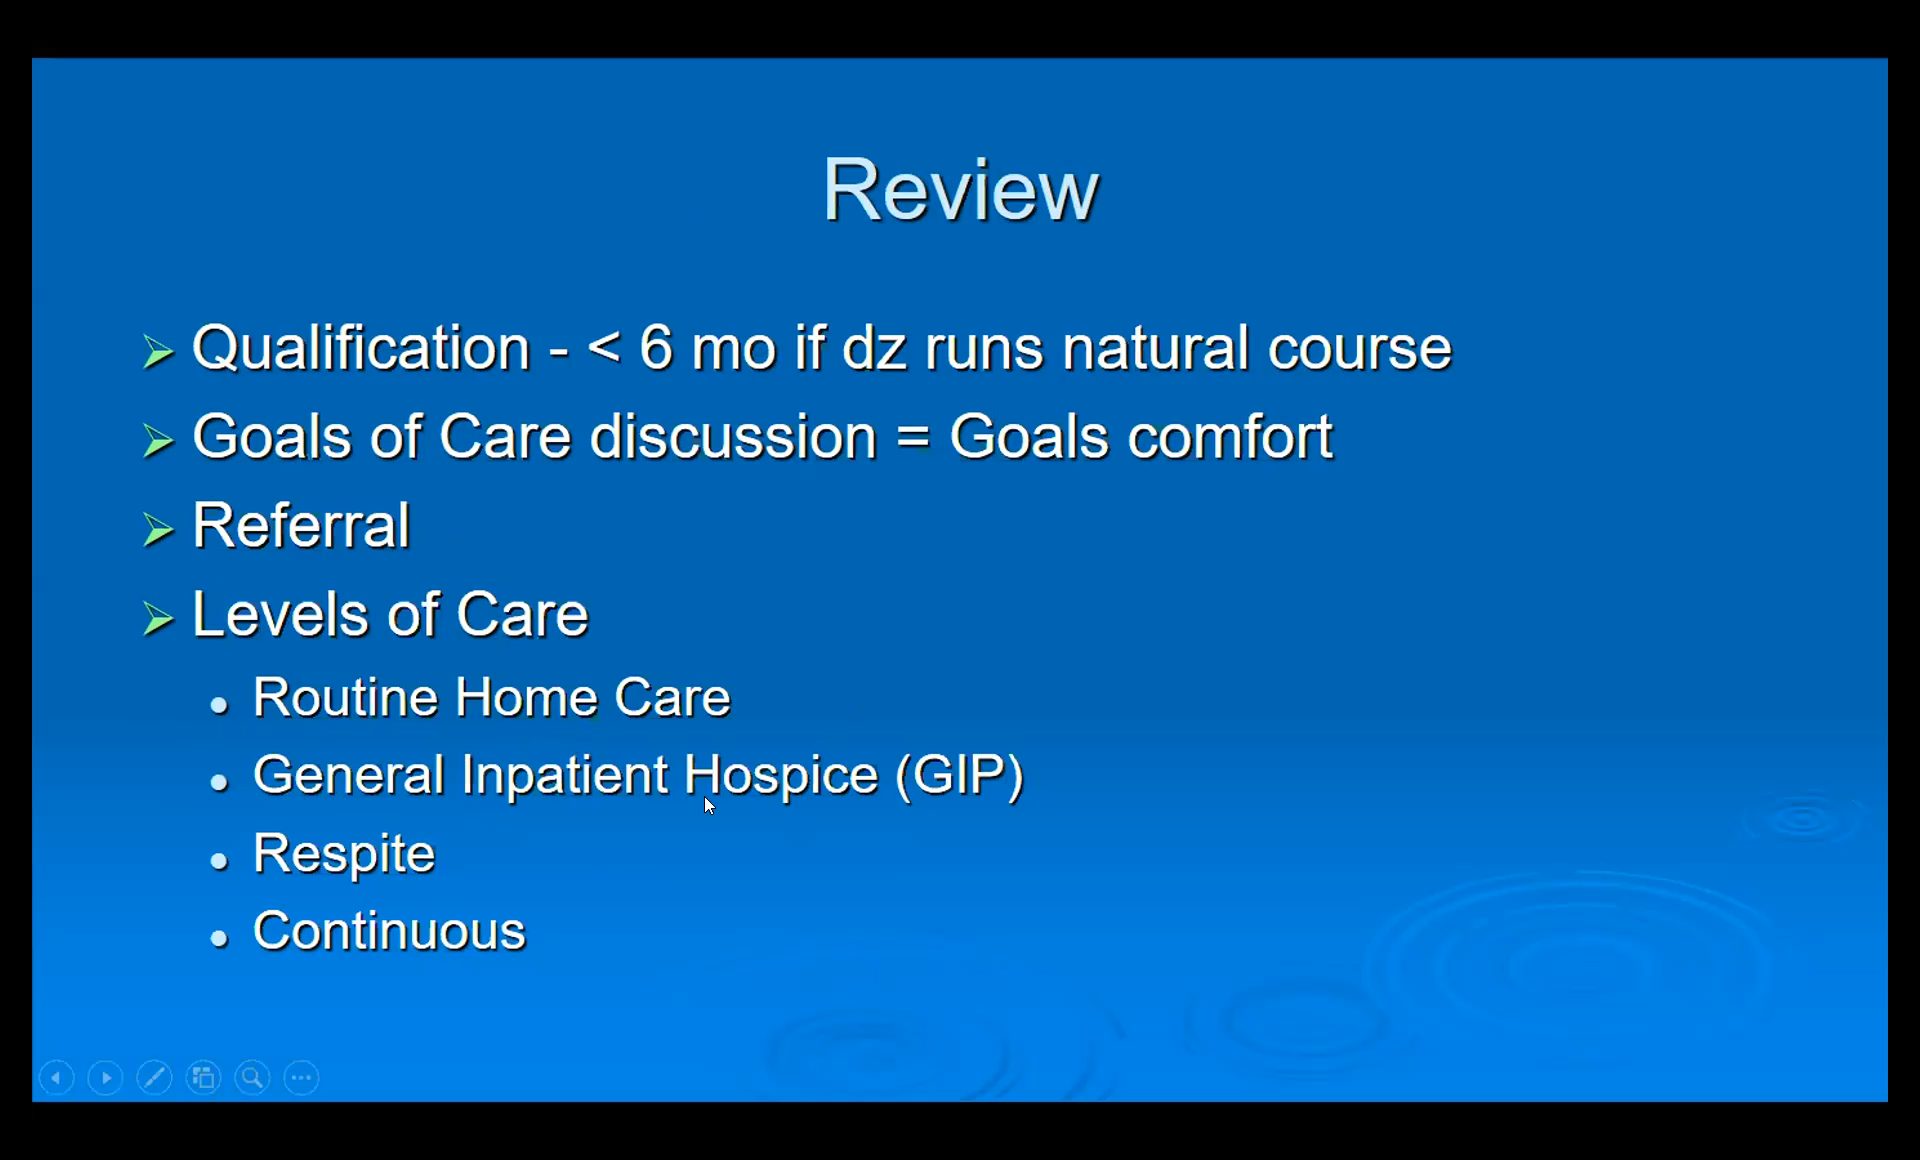 Review
Qualification - < 6 mo if dz runs natural course
Goals of Care discussion = Goals comfort
Referral
Levels of Care
Routine Home Care
General Inpatient Hospice (GIP)
Respite
Continuous